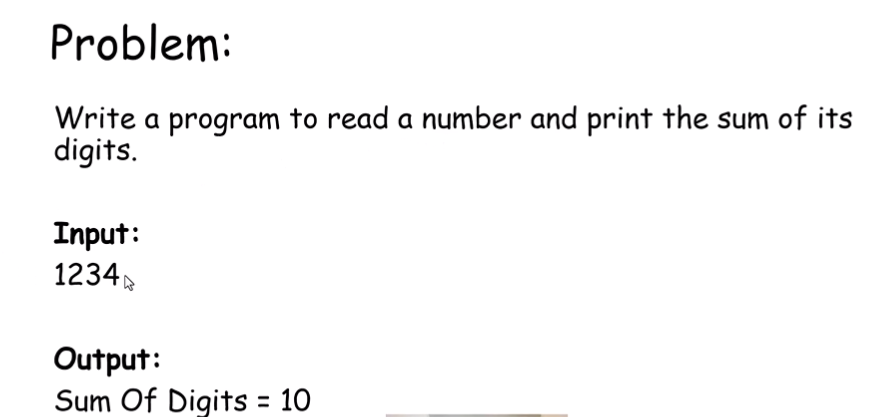 Problem:
Write a program to read a number and print the sum of its
digits.
Input:
1234
Output:
Sum Of Digits = 10